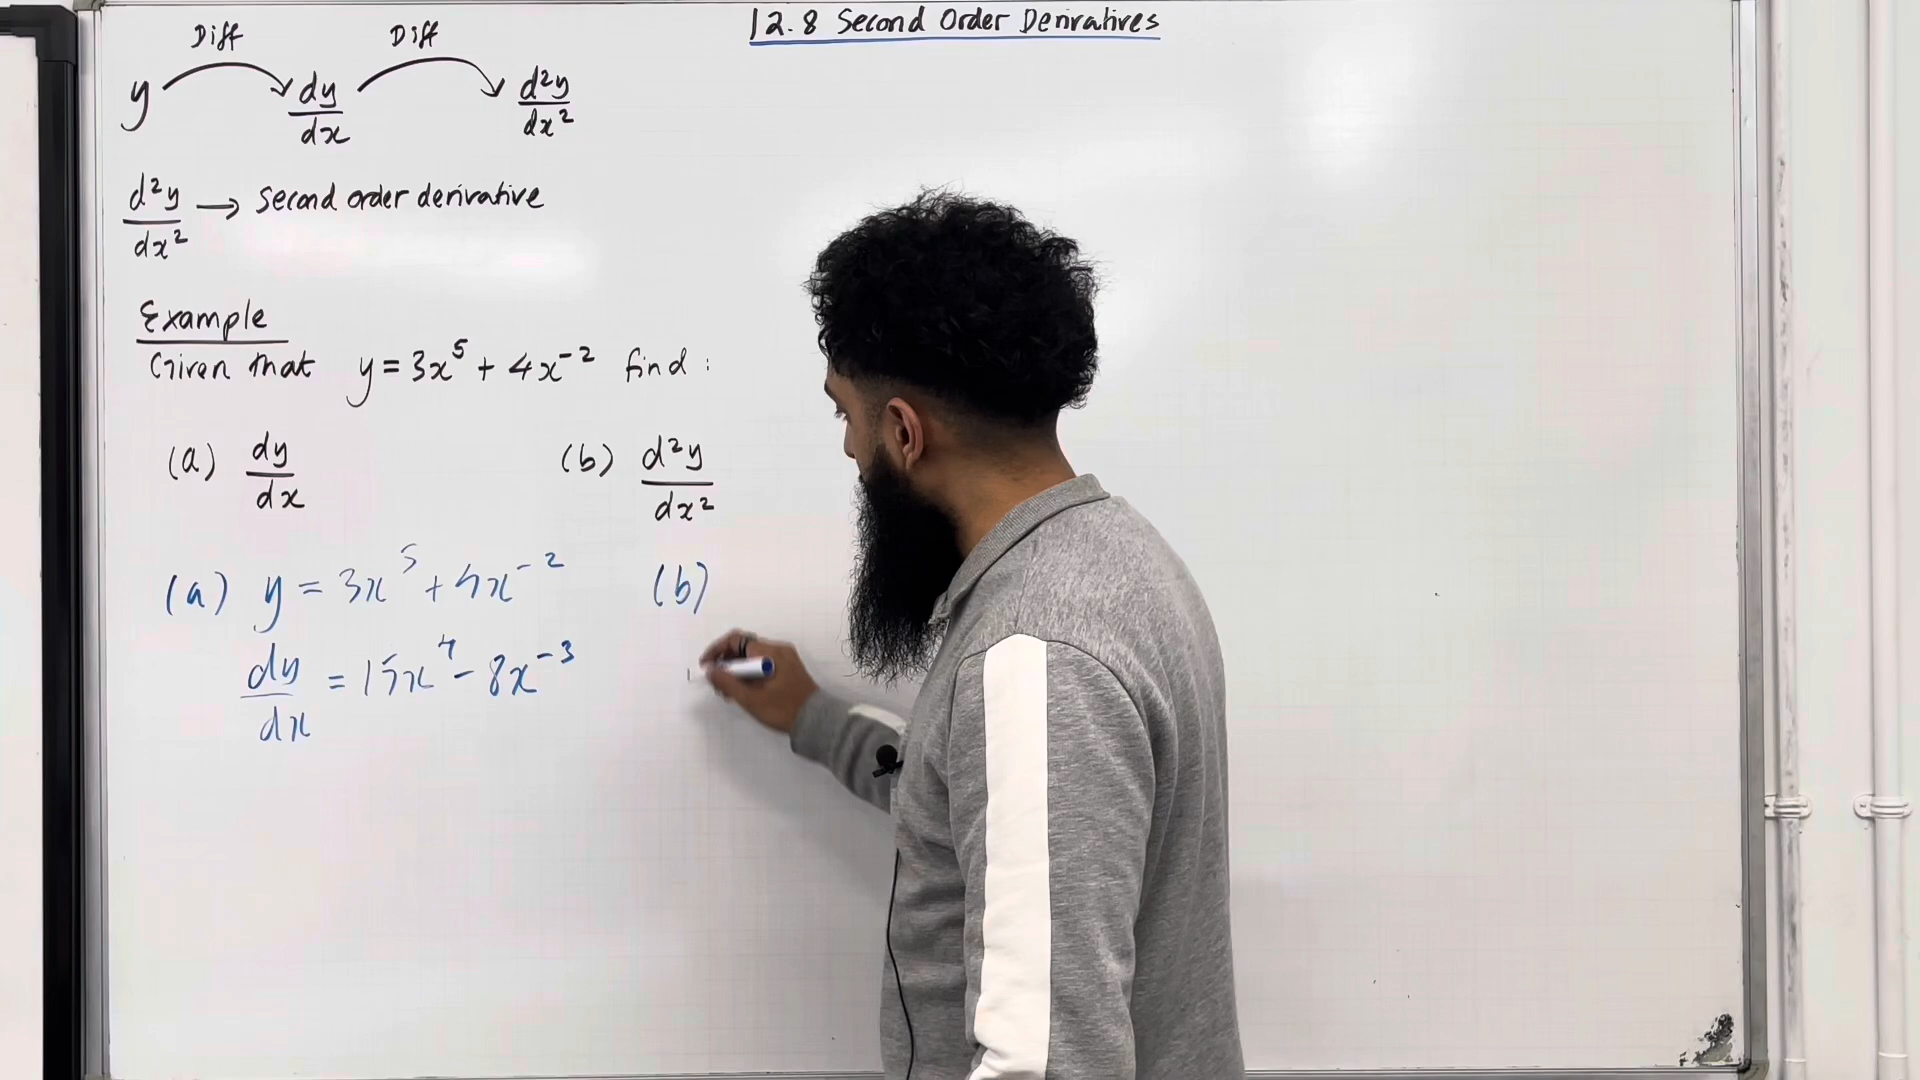 12.8 Second Order Derivatives
Diff Diff
y dy/dx d²y/dx²
d²y/dx² → Second order derivative
Example
Given that y = 3x⁵ + 4x⁻² find :
(a) dy/dx (b) d²y/dx²
(a) y = 3x⁵ + 4x⁻² (b)
dy/dx = 15x⁴ - 8x⁻³